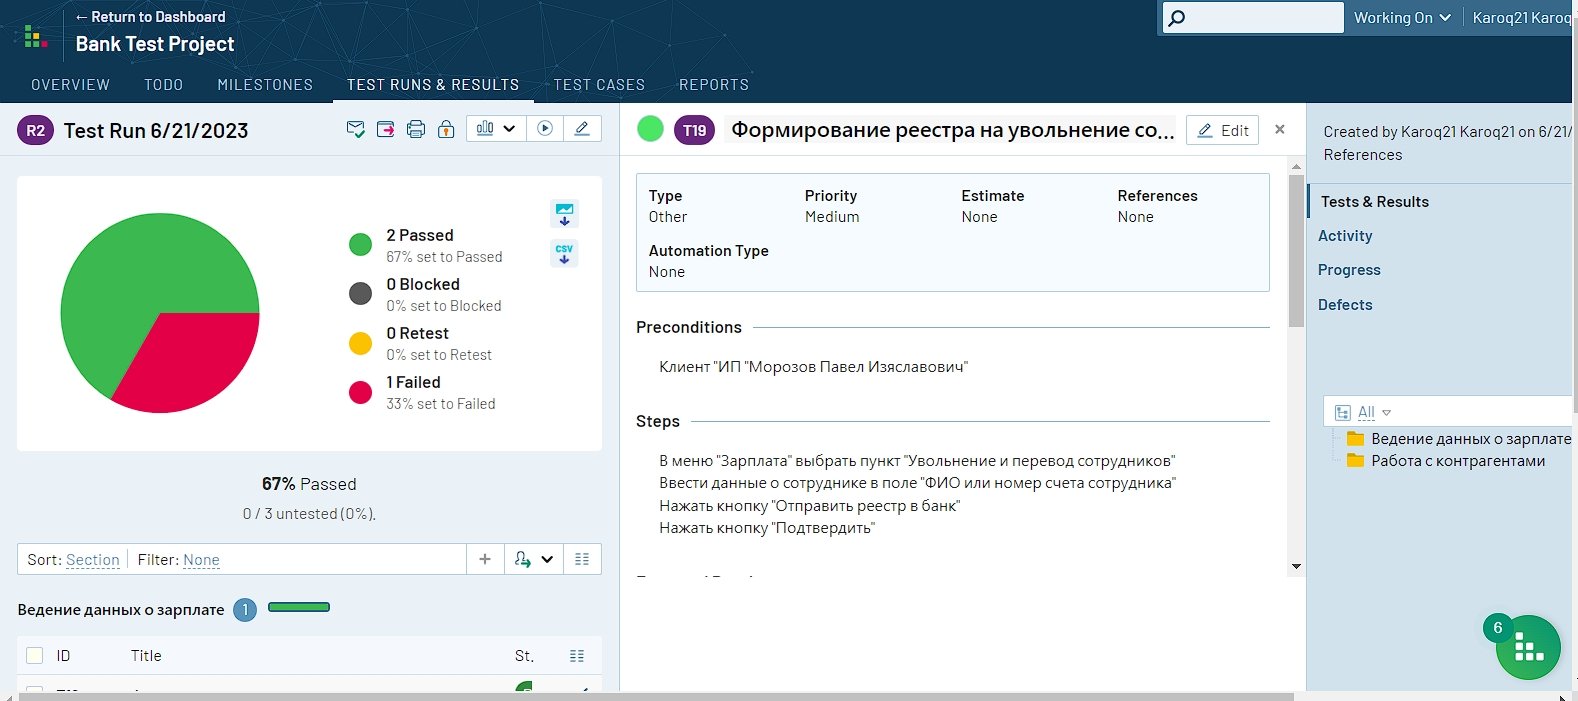 ← Return to Dashboard
Bank Test Project
Working On
Karoq21 Karoq
OVERVIEW TODO MILESTONES TEST RUNS & RESULTS TEST CASES REPORTS
R2 Test Run 6/21/2023
CSV
2 Passed
67% set to Passed
0 Blocked
0% set to Blocked
0 Retest
0% set to Retest
1 Failed
33% set to Failed
67% Passed
0 / 3 untested (0%).
Sort: Section Filter: None
Ведение данных о зарплате 1
ID Title St.
T19 Формирование реестра на увольнение со... Edit ×
Type Priority Estimate References
Other Medium None None
Automation Type
None
Preconditions
Клиент "ИП "Морозов Павел Изяславович"
Steps
В меню "Зарплата" выбрать пункт "Увольнение и перевод сотрудников"
Ввести данные о сотруднике в поле "ФИО или номер счета сотрудника"
Нажать кнопку "Отправить реестр в банк"
Нажать кнопку "Подтвердить"
Created by Karoq21 Karoq21 on 6/21/
References
Tests & Results
Activity
Progress
Defects
All
Ведение данных о зарплате
Работа с контрагентами
6